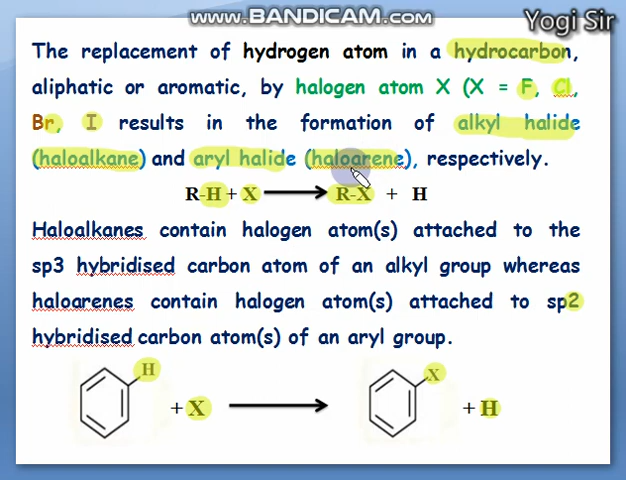 www.BANDICAM.com
Yogi Sir
The replacement of hydrogen atom in a hydrocarbon,
aliphatic or aromatic, by halogen atom X (X = F, Cl,
Br, I results in the formation of alkyl halide
(haloalkane) and aryl halide (haloarene), respectively.
R-H + X R-X + H
Haloalkanes contain halogen atom(s) attached to the
sp3 hybridised carbon atom of an alkyl group whereas
haloarenes contain halogen atom(s) attached to sp2
hybridised carbon atom(s) of an aryl group.
H X
+ X + H